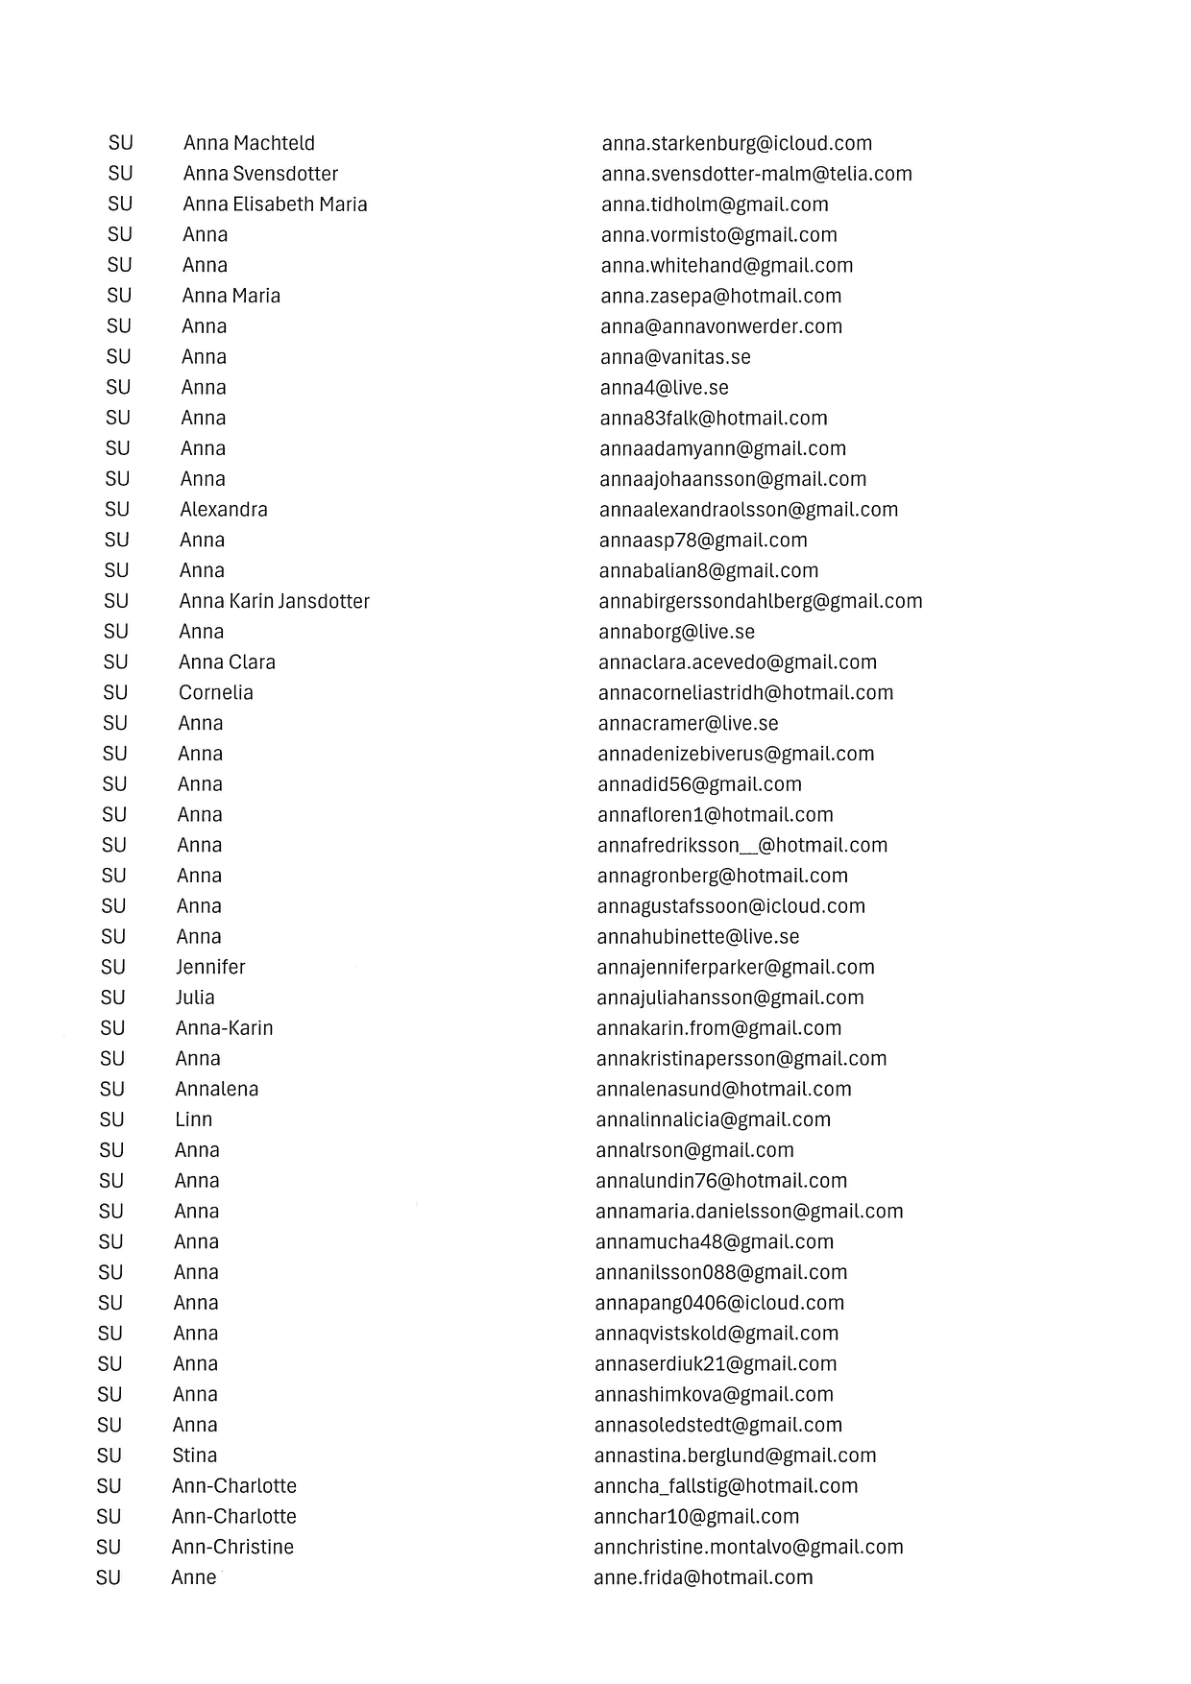 SU Anna Machteld anna.starkenburg@icloud.com
SU Anna Svensdotter anna.svensdotter-malm@telia.com
SU Anna Elisabeth Maria anna.tidholm@gmail.com
SU Anna anna.vormisto@gmail.com
SU Anna anna.whitehand@gmail.com
SU Anna Maria anna.zasepa@hotmail.com
SU Anna anna@annavonwerder.com
SU Anna anna@vanitas.se
SU Anna anna4@live.se
SU Anna anna83falk@hotmail.com
SU Anna annaadamyann@gmail.com
SU Anna annaajohaansson@gmail.com
SU Alexandra annaalexandraolsson@gmail.com
SU Anna annaasp78@gmail.com
SU Anna annabalian8@gmail.com
SU Anna Karin Jansdotter annabirgerssondahlberg@gmail.com
SU Anna annaborg@live.se
SU Anna Clara annaclara.acevedo@gmail.com
SU Cornelia annacorneliastridh@hotmail.com
SU Anna annacramer@live.se
SU Anna annadenizebiverus@gmail.com
SU Anna annadid56@gmail.com
SU Anna annafloren1@hotmail.com
SU Anna annafredriksson__@hotmail.com
SU Anna annagronberg@hotmail.com
SU Anna annagustafssoon@icloud.com
SU Anna annahubinette@live.se
SU Jennifer annajenniferparker@gmail.com
SU Julia annajuliahansson@gmail.com
SU Anna-Karin annakarin.from@gmail.com
SU Anna annakristinapersson@gmail.com
SU Annalena annalenasund@hotmail.com
SU Linn annalinnalicia@gmail.com
SU Anna annalrson@gmail.com
SU Anna annalundin76@hotmail.com
SU Anna annamaria.danielsson@gmail.com
SU Anna annamucha48@gmail.com
SU Anna annanilsson088@gmail.com
SU Anna annapang0406@icloud.com
SU Anna annaqvistskold@gmail.com
SU Anna annaserdiuk21@gmail.com
SU Anna annashimkova@gmail.com
SU Anna annasoledstedt@gmail.com
SU Stina annastina.berglund@gmail.com
SU Ann-Charlotte anncha_fallstig@hotmail.com
SU Ann-Charlotte annchar10@gmail.com
SU Ann-Christine annchristine.montalvo@gmail.com
SU Anne anne.frida@hotmail.com